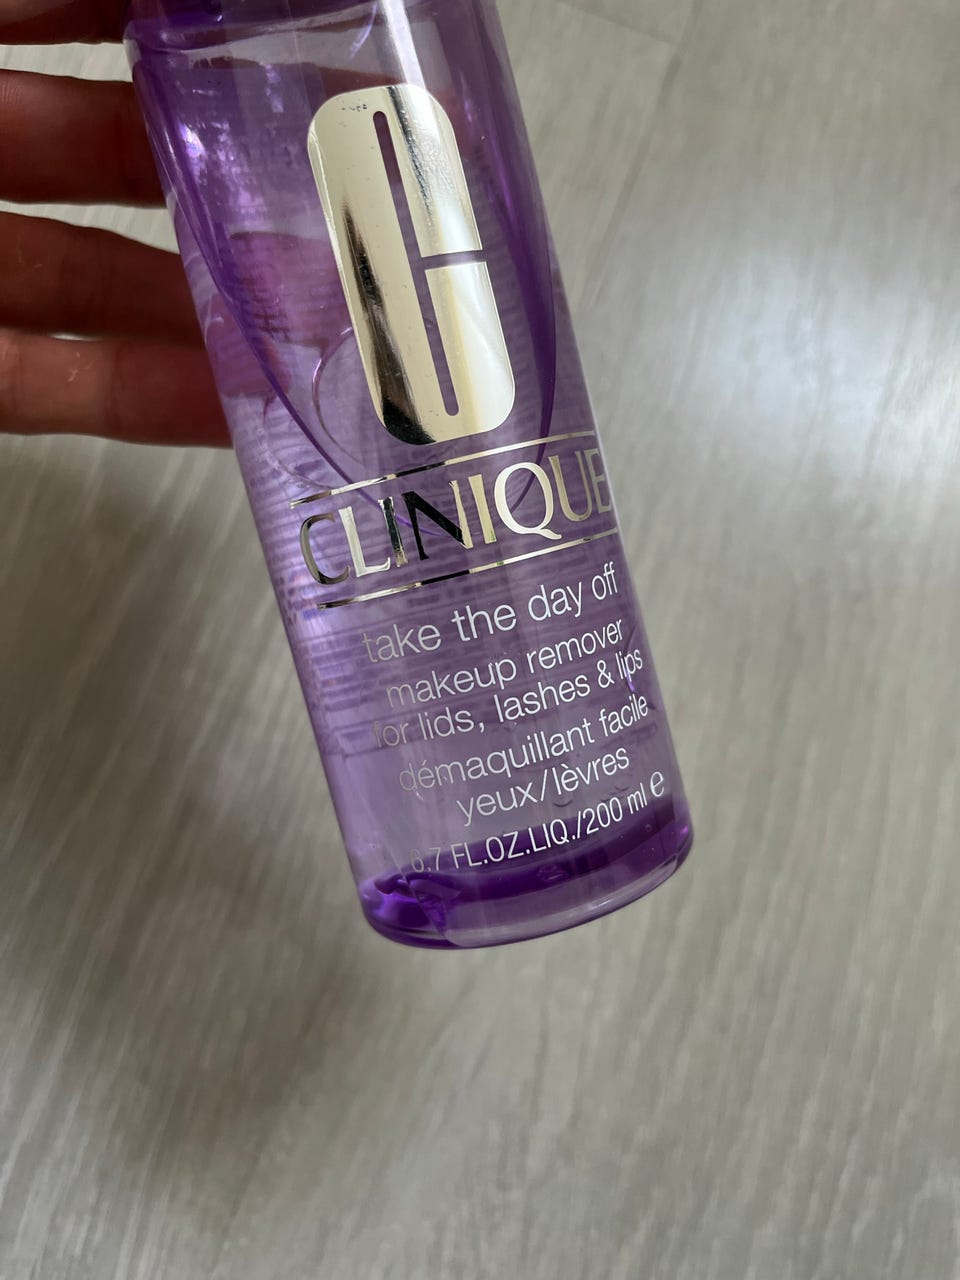 C
CLINIQUE
take the day off
makeup remover
for lids, lashes & lips
démaquillant facile
yeux/lèvres
6.7 FL.OZ.LIQ./200 ml e